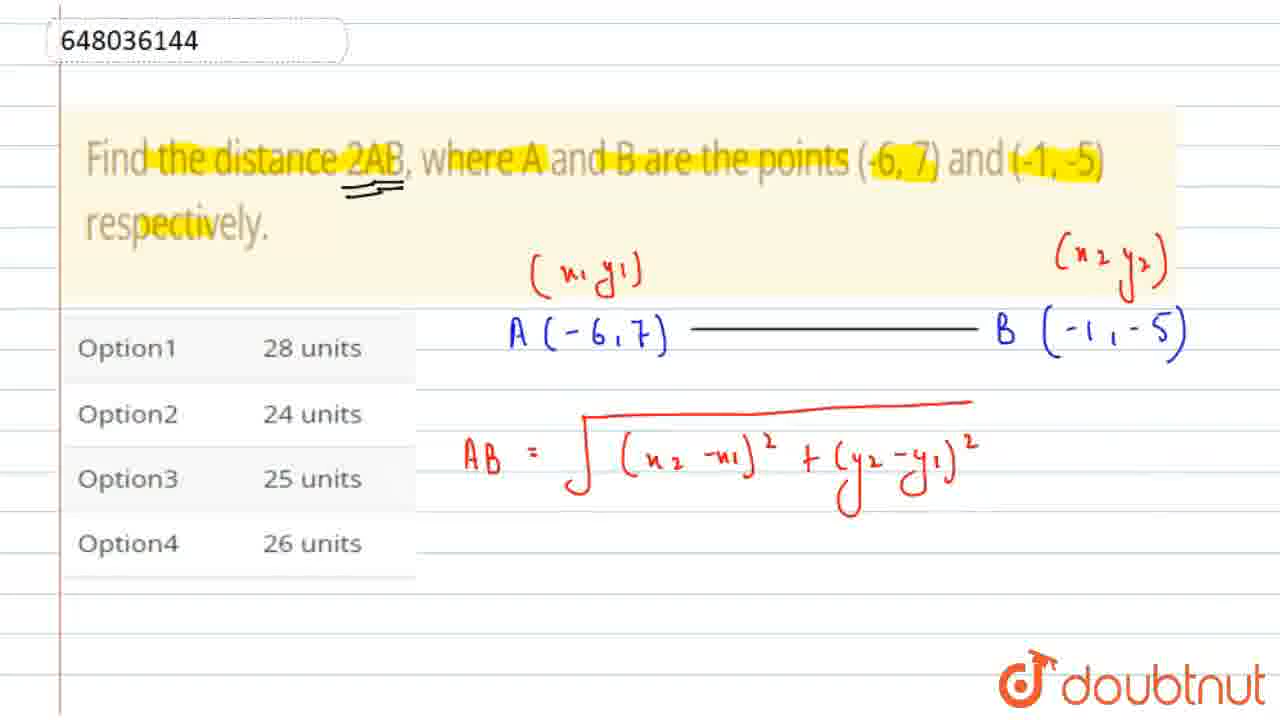 648036144
Find the distance 2AB, where A and B are the points (-6, 7) and (-1, -5)
respectively.
(x₁ y₁) (x₂ y₂)
A (-6, 7) B (-1, -5)
AB = √(x₂ -x₁)² + (y₂ -y₁)²
Option1 28 units
Option2 24 units
Option3 25 units
Option4 26 units
doubtnut